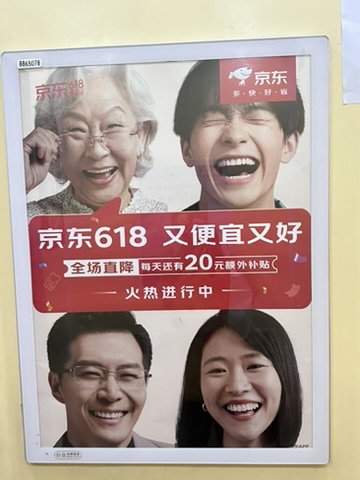 BB65078
京东618
京东
多·快·好·省
京东618 又便宜又好
全场直降 每天还有20元额外补贴
火热进行中